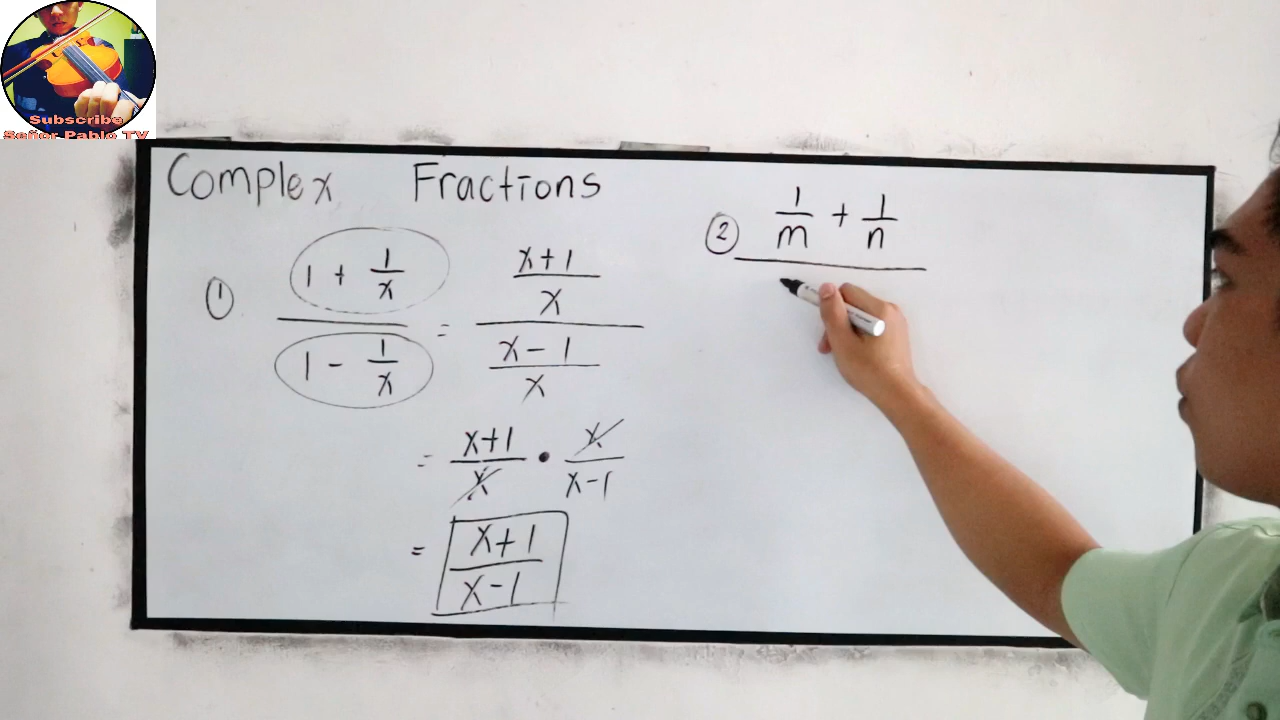 Subscribe
Señor Pablo TV
Complex Fractions
① 1 + 1/x
1 - 1/x
= x+1/x
x-1/x
= x+1/x • x/x-1
= x+1/x-1
② 1/m + 1/n